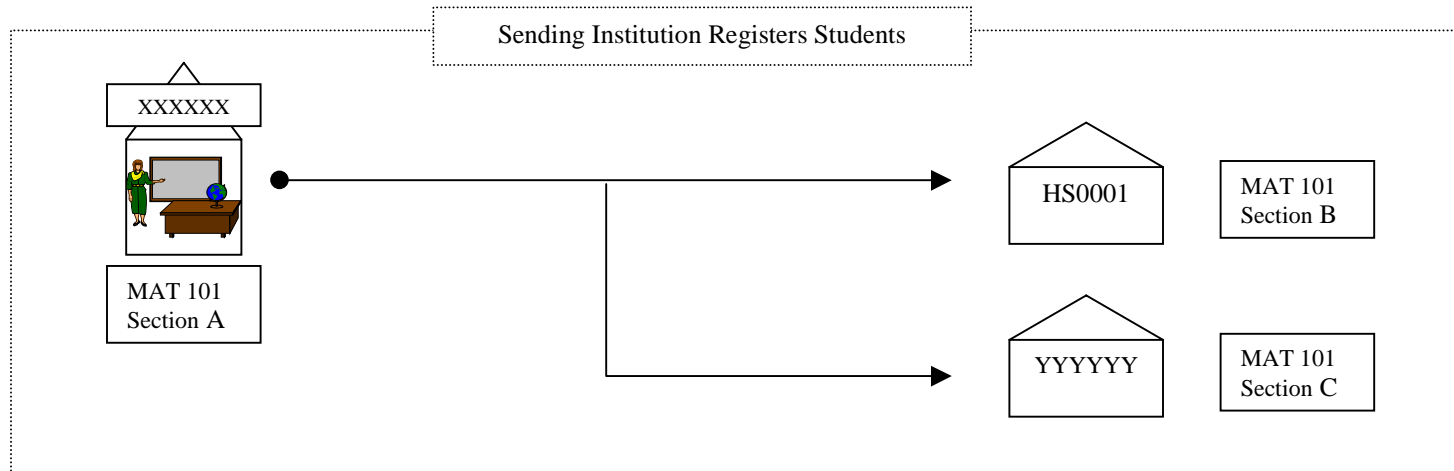 Sending Institution Registers Students
XXXXXX
MAT 101
Section A
HS0001
MAT 101
Section B
YYYYYY
MAT 101
Section C